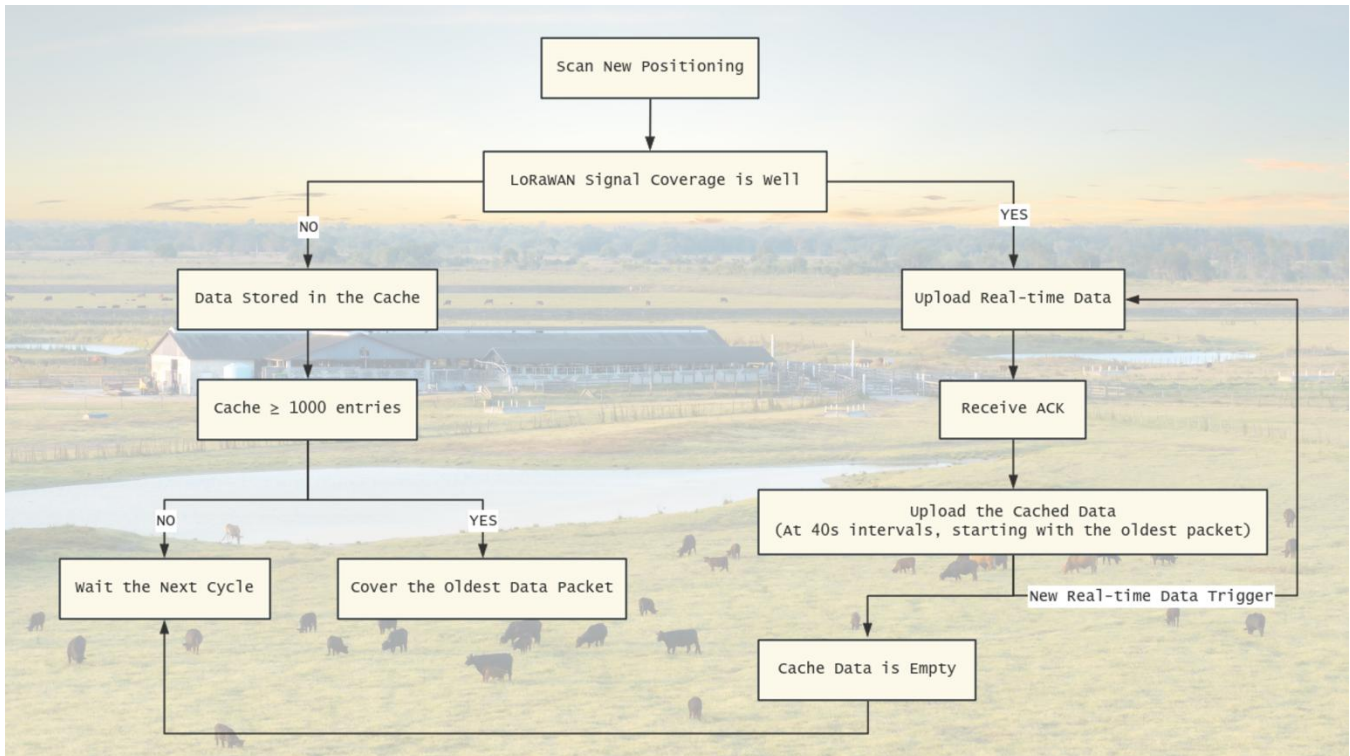 Scan New Positioning
LoRaWAN Signal Coverage is Well
NO
YES
Data Stored in the Cache
Upload Real-time Data
Cache ≥ 1000 entries
Receive ACK
NO
YES
Upload the Cached Data
(At 40s intervals, starting with the oldest packet)
Wait the Next Cycle
Cover the Oldest Data Packet
New Real-time Data Trigger
Cache Data is Empty